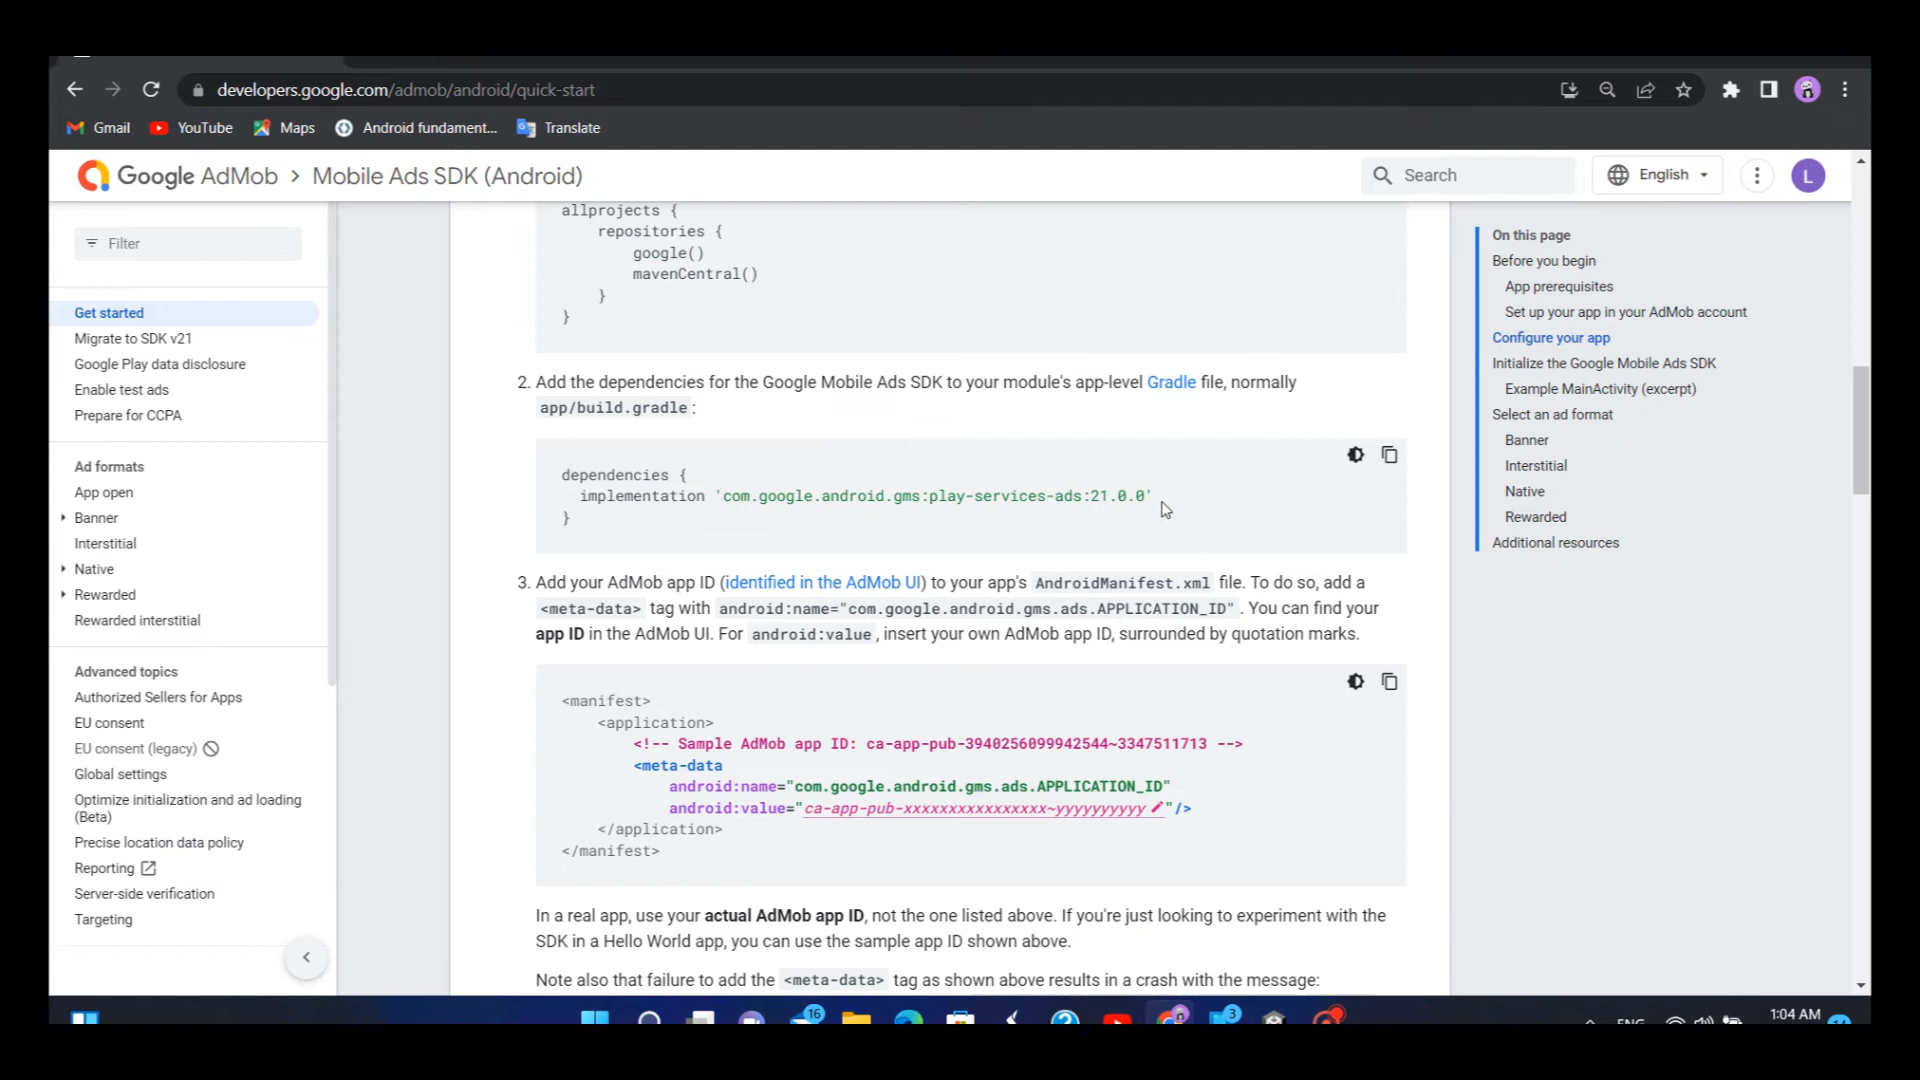 developers.google.com/admob/android/quick-start
Gmail YouTube Maps Android fundament... Translate
Google AdMob > Mobile Ads SDK (Android) Search English L
Filter
Get started
Migrate to SDK v21
Google Play data disclosure
Enable test ads
Prepare for CCPA
Ad formats
App open
Banner
Interstitial
Native
Rewarded
Rewarded interstitial
Advanced topics
Authorized Sellers for Apps
EU consent
EU consent (legacy)
Global settings
Optimize initialization and ad loading
(Beta)
Precise location data policy
Reporting
Server-side verification
Targeting
allprojects {
repositories {
google()
mavenCentral()
}
}
2. Add the dependencies for the Google Mobile Ads SDK to your module's app-level Gradle file, normally
app/build.gradle:
dependencies {
implementation 'com.google.android.gms:play-services-ads:21.0.0'
}
3. Add your AdMob app ID (identified in the AdMob UI) to your app's AndroidManifest.xml file. To do so, add a
<meta-data> tag with android:name="com.google.android.gms.ads.APPLICATION_ID". You can find your
app ID in the AdMob UI. For android:value, insert your own AdMob app ID, surrounded by quotation marks.
<manifest>
<application>
<!-- Sample AdMob app ID: ca-app-pub-3940256099942544~3347511713 -->
<meta-data
android:name="com.google.android.gms.ads.APPLICATION_ID"
android:value="ca-app-pub-xxxxxxxxxxxxxxxx~yyyyyyyyyy"/>
</application>
</manifest>
In a real app, use your actual AdMob app ID, not the one listed above. If you're just looking to experiment with the
SDK in a Hello World app, you can use the sample app ID shown above.
Note also that failure to add the <meta-data> tag as shown above results in a crash with the message:
On this page
Before you begin
App prerequisites
Set up your app in your AdMob account
Configure your app
Initialize the Google Mobile Ads SDK
Example MainActivity (excerpt)
Select an ad format
Banner
Interstitial
Native
Rewarded
Additional resources
16 3 ENG 1:04 AM